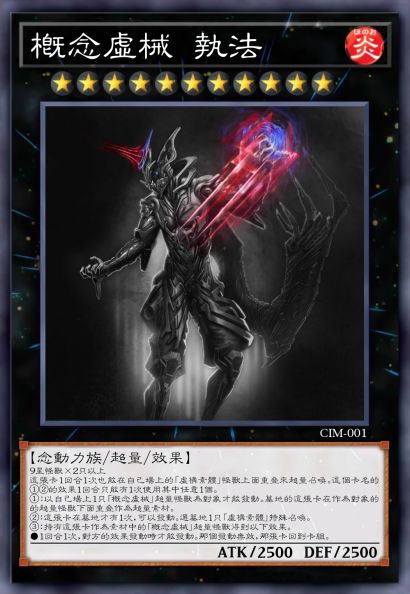 概念虛械 執法
ほのお
炎
CIM-001
【念動力族/超量/效果】
9星怪獸×2只以上
這張卡1回合1次也能在自己場上的「虛構素體」怪獸上面重疊來超量召喚。這個卡名的
①②的效果1回合只能有1次使用其中任意1個。
①：以自己場上1只「概念虛械」超量怪獸為對象才能發動。墓地的這張卡在作為對象的
的超量怪獸下面重疊作為超量素材。
②：這張卡在墓地才有1次，可以發動。選墓地1只「虛構素體」特殊召喚。
③：持有這張卡作為素材中的「概念虛械」超量怪獸得到以下效果。
●1回合1次，對方的效果發動時才能發動。那個發動無效，那張卡回到卡組。
ATK/2500 DEF/2500